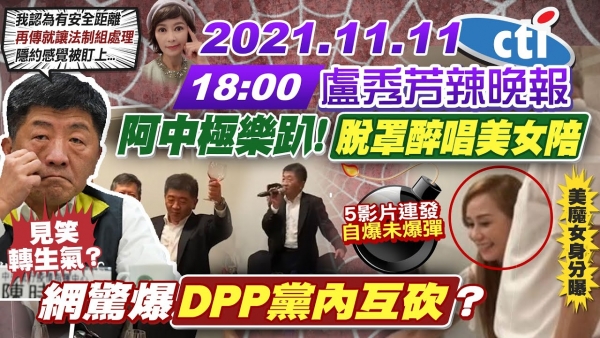 我認為有安全距離
再傳就讓法制組處理
隱約感覺被盯上...
2021.11.11
cti
18:00
盧秀芳辣晚報
阿中極樂趴!
脫罩醉唱美女陪
5影片連發
自爆未爆彈
美魔女身分曝
見笑
轉生氣?
陳時
網驚爆DPP黨內互砍?